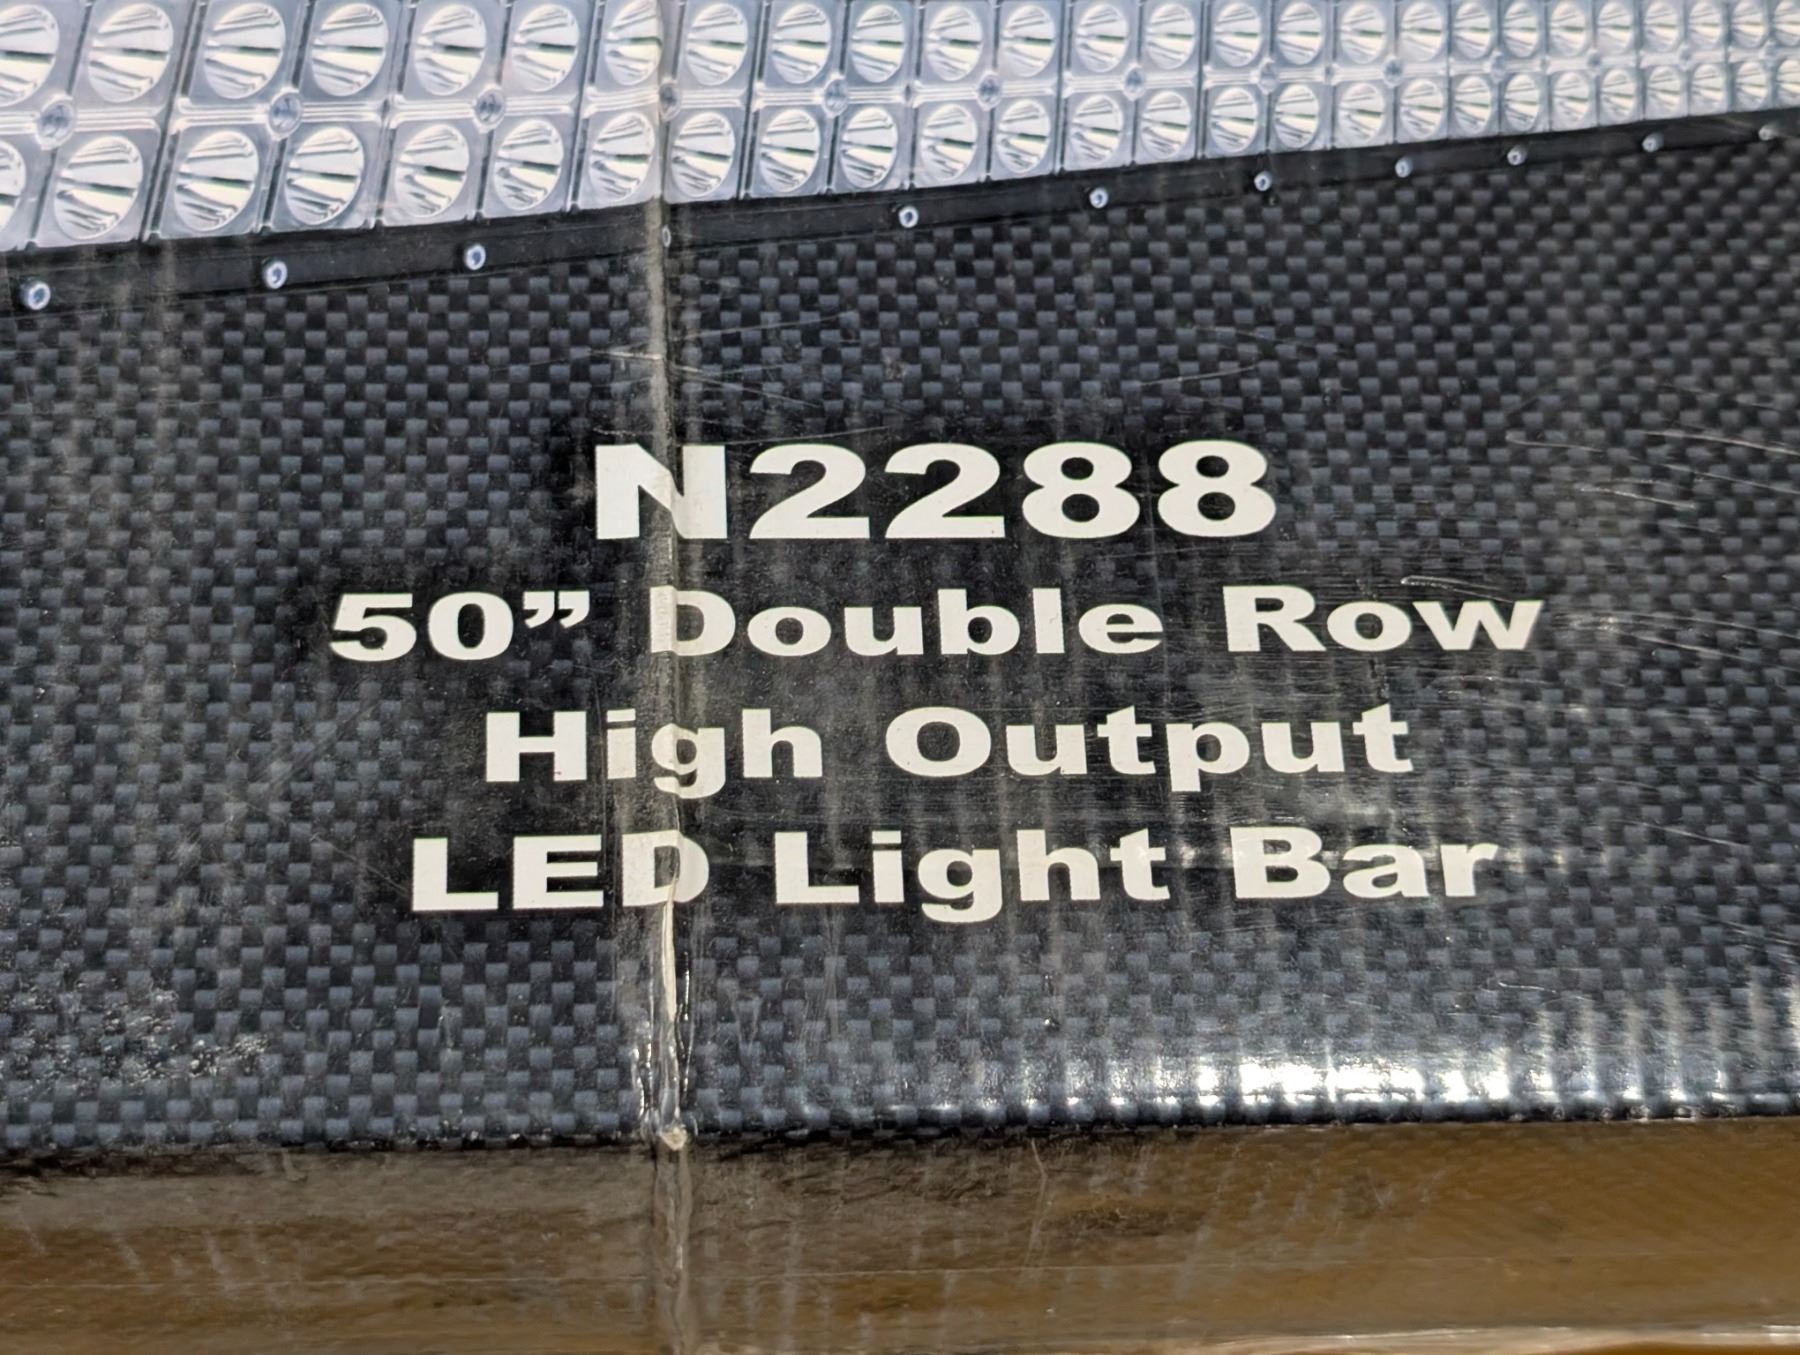 N2288
50” Double Row
High Output
LED Light Bar